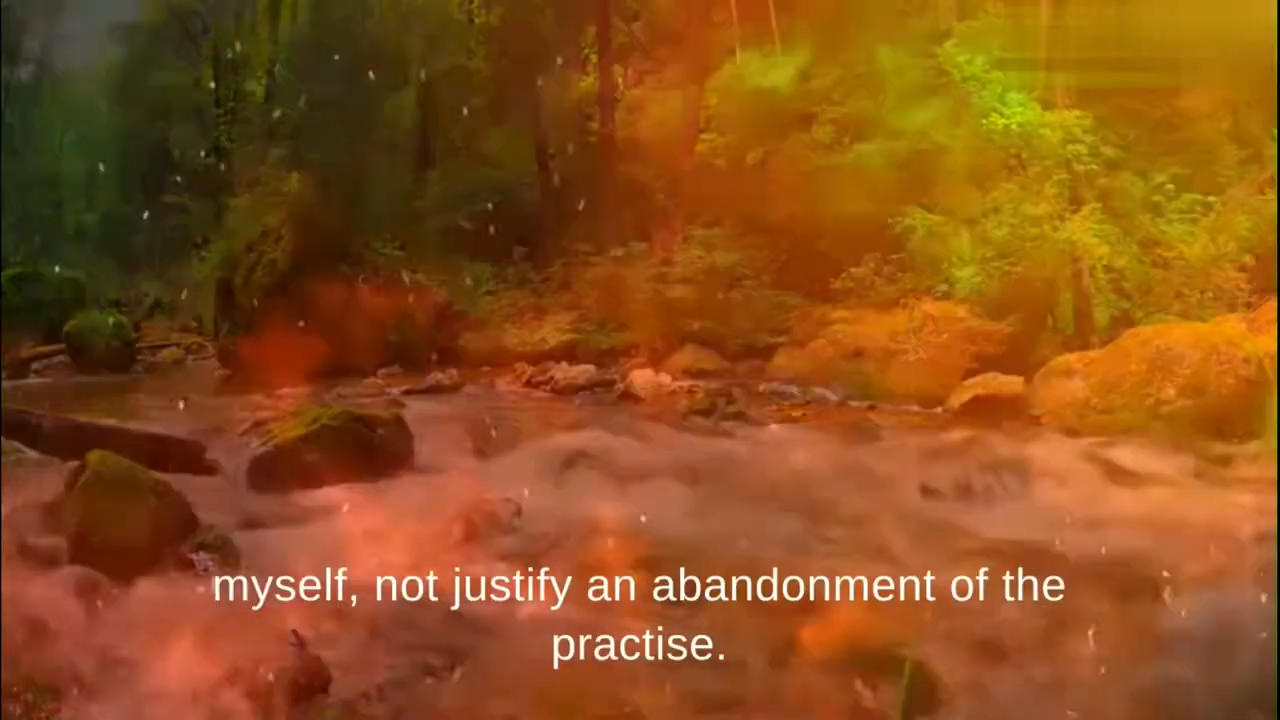 myself, not justify an abandonment of the
practise.